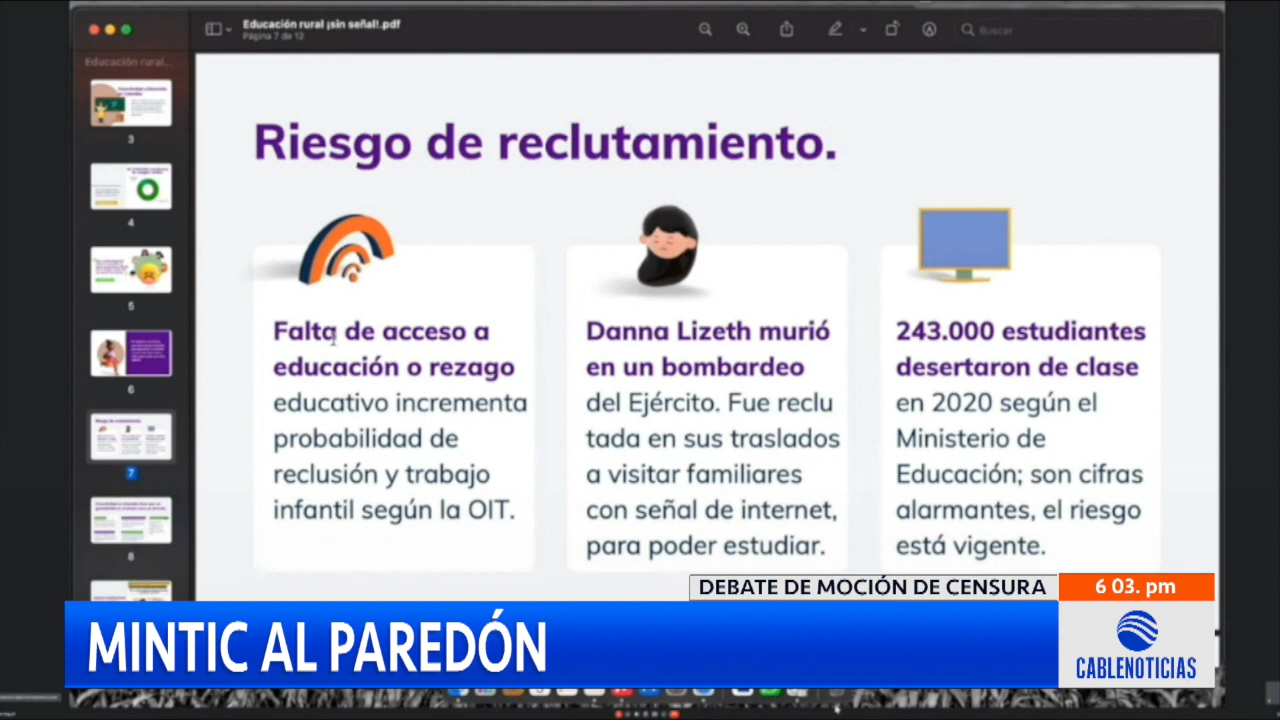 Educación rural ¡sin señal!.pdf
Página 7 de 12
Buscar
Educación rural...
3
4
5
6
7
8
Riesgo de reclutamiento.
Falta de acceso a
educación o rezago
educativo incrementa
probabilidad de
reclusión y trabajo
infantil según la OIT.
Danna Lizeth murió
en un bombardeo
del Ejército. Fue reclu
tada en sus traslados
a visitar familiares
con señal de internet,
para poder estudiar.
243.000 estudiantes
desertaron de clase
en 2020 según el
Ministerio de
Educación; son cifras
alarmantes, el riesgo
está vigente.
DEBATE DE MOCIÓN DE CENSURA
6 03. pm
MINTIC AL PAREDÓN
CABLENOTICIAS